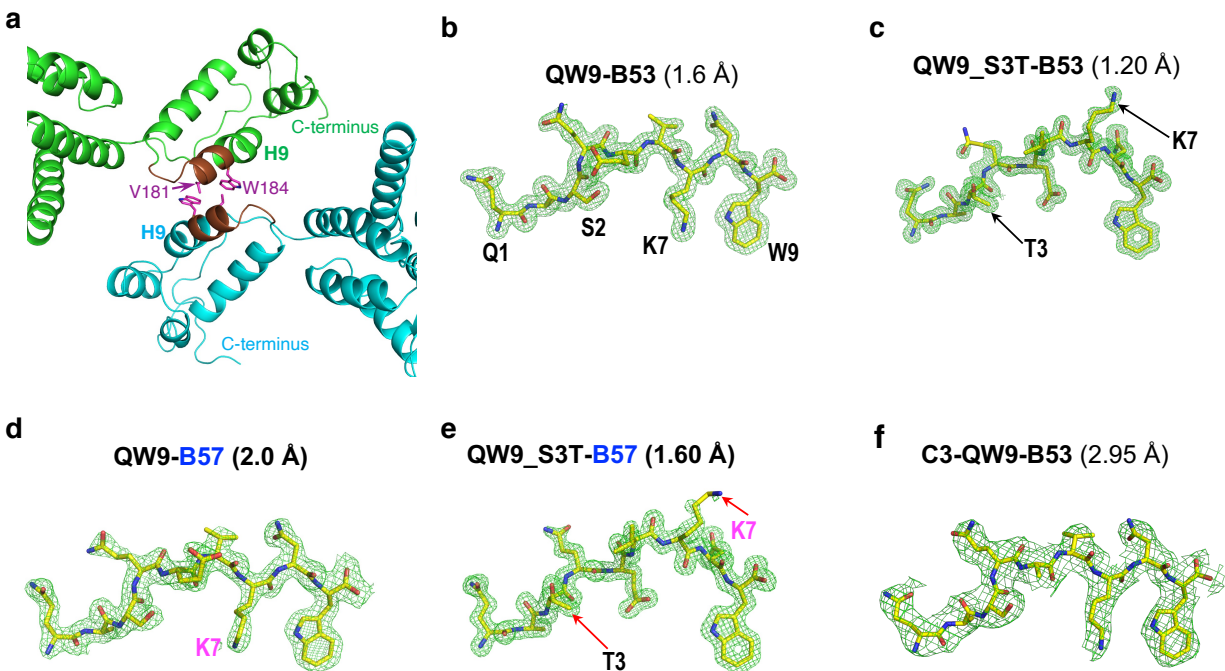 a
C-terminus
H9
V181
W184
H9
C-terminus
b
QW9-B53 (1.6 Å)
Q1
S2
K7
W9
c
QW9_S3T-B53 (1.20 Å)
K7
T3
d
QW9-B57 (2.0 Å)
K7
e
QW9_S3T-B57 (1.60 Å)
K7
T3
f
C3-QW9-B53 (2.95 Å)